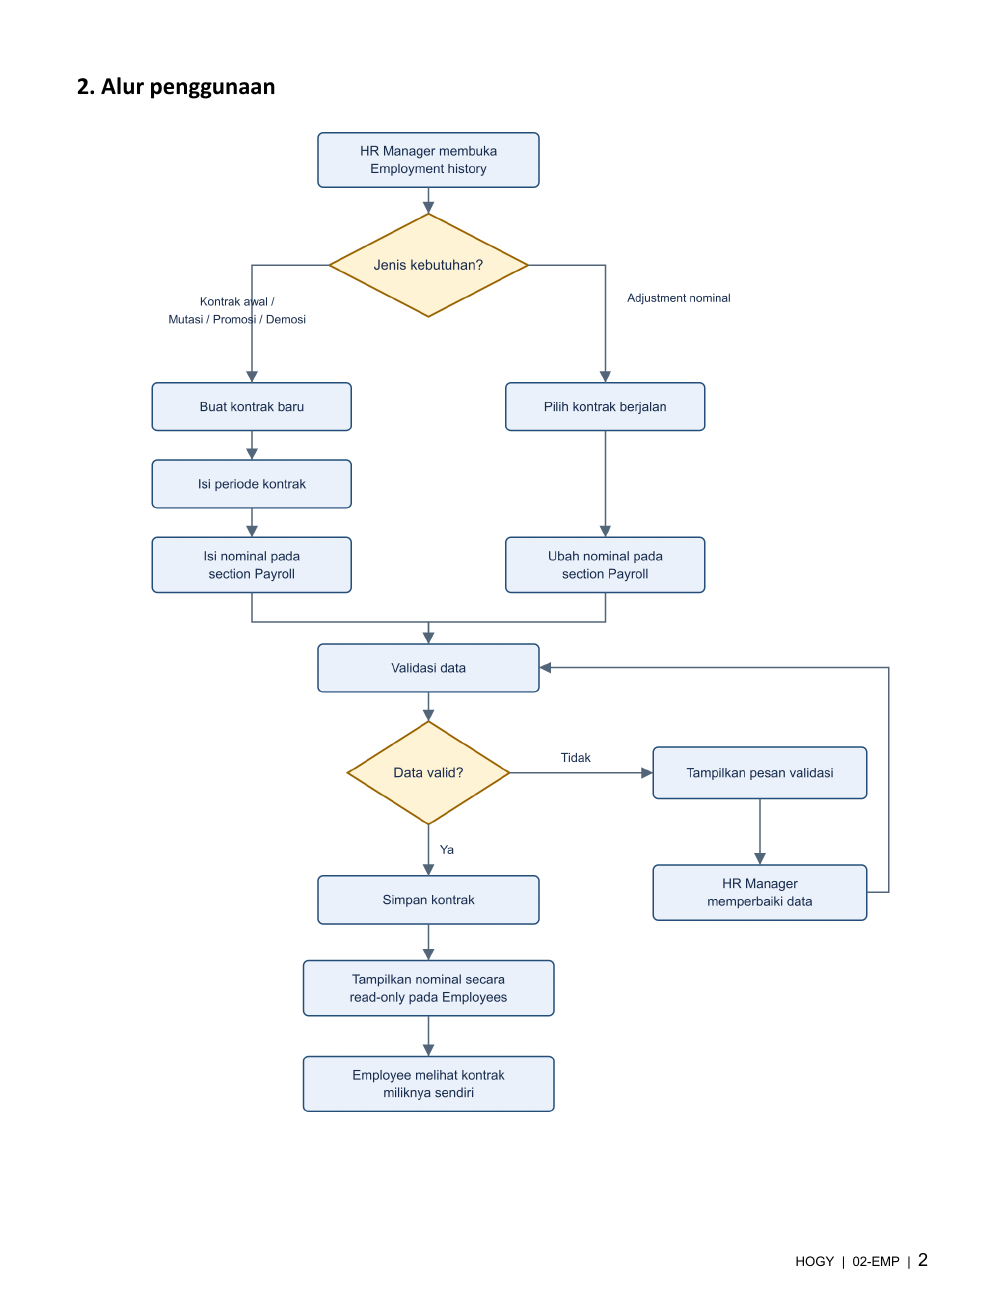 2. Alur penggunaan
HR Manager membuka
Employment history
Jenis kebutuhan?
Kontrak awal /
Mutasi / Promosi / Demosi
Adjustment nominal
Buat kontrak baru
Pilih kontrak berjalan
Isi periode kontrak
Isi nominal pada
section Payroll
Ubah nominal pada
section Payroll
Validasi data
Data valid?
Tidak
Tampilkan pesan validasi
Ya
HR Manager
memperbaiki data
Simpan kontrak
Tampilkan nominal secara
read-only pada Employees
Employee melihat kontrak
miliknya sendiri
HOGY | 02-EMP | 2